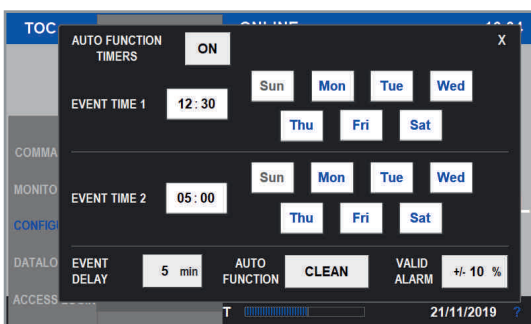 TOC
AUTO FUNCTION TIMERS
ON
X
EVENT TIME 1
12:30
Sun Mon Tue Wed
Thu Fri Sat
COMMA
MONITO
EVENT TIME 2
05:00
Sun Mon Tue Wed
Thu Fri Sat
CONFIG
DATALO
EVENT DELAY
5 min
AUTO FUNCTION
CLEAN
VALID ALARM
+/- 10 %
ACCESS
T
21/11/2019 ?